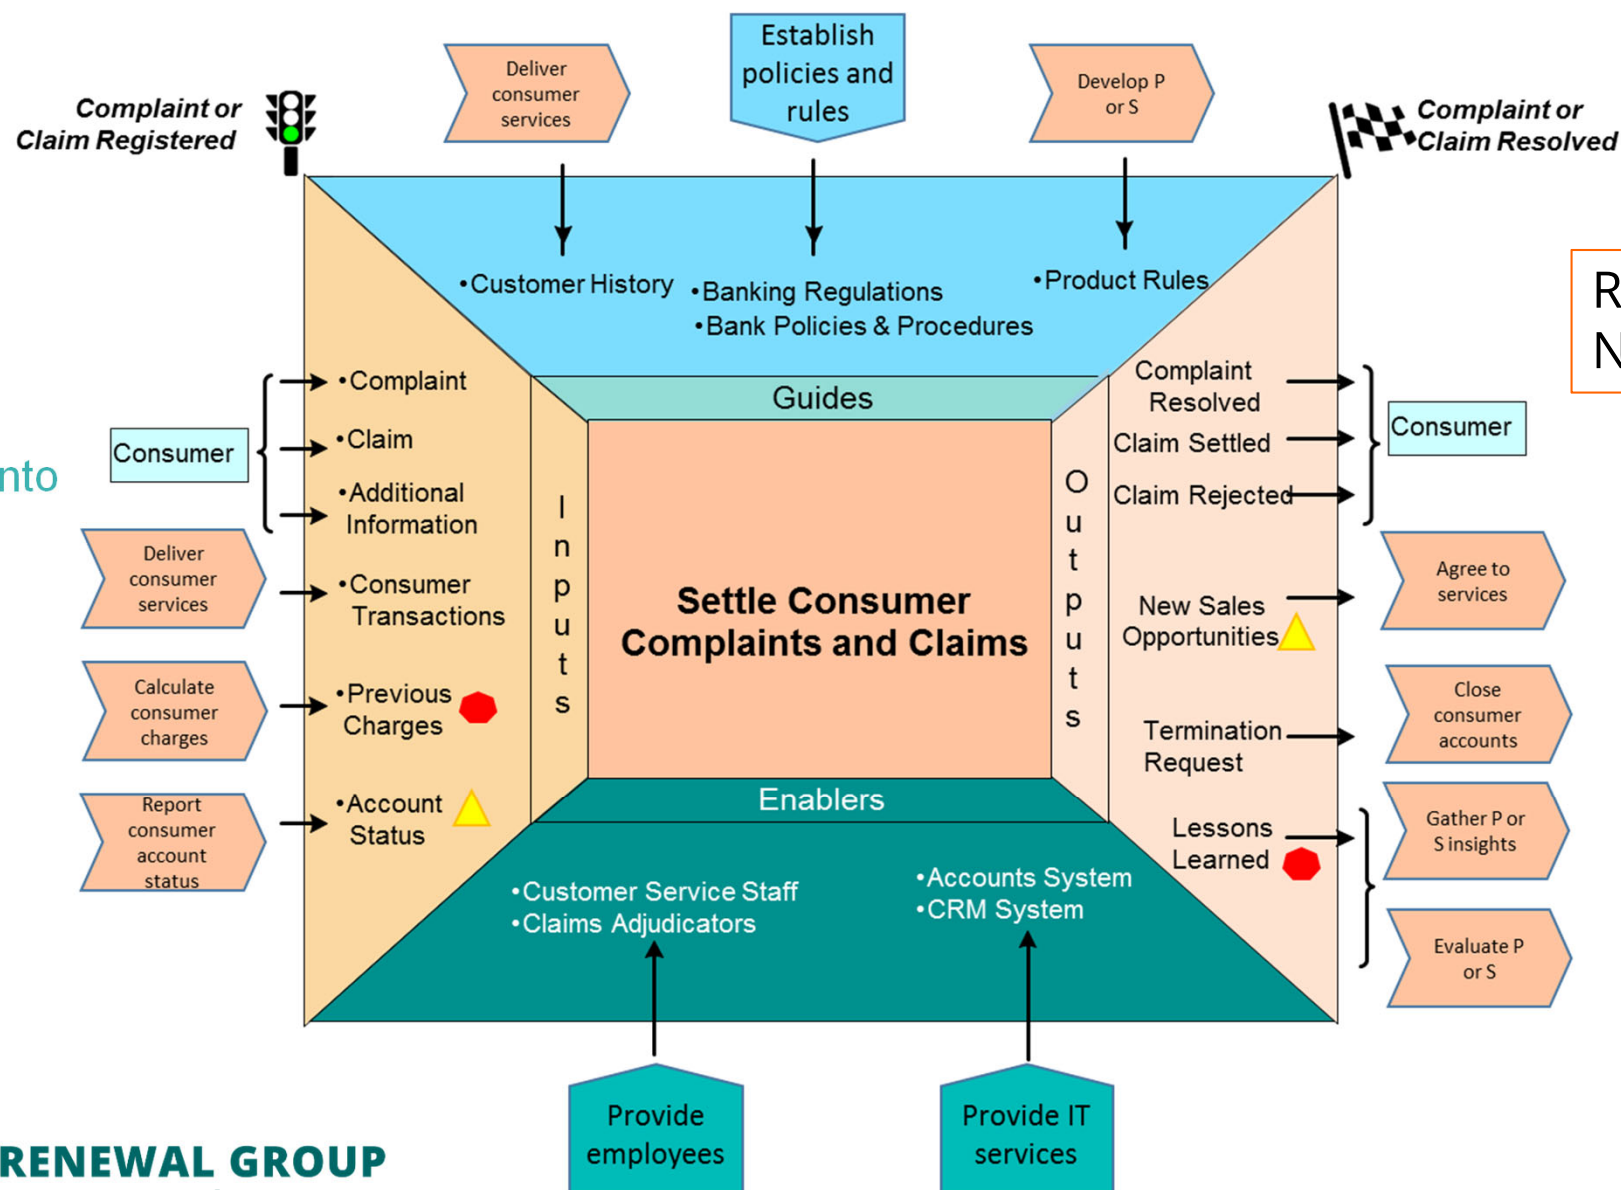 Complaint or
Claim Registered
Deliver
consumer
services
Establish
policies and
rules
Develop P
or S
Complaint or
Claim Resolved
•Customer History
•Banking Regulations
•Bank Policies & Procedures
•Product Rules
R
N
nto
Guides
Consumer
•Complaint
•Claim
•Additional
Information
Deliver
consumer
services
•Consumer
Transactions
Calculate
consumer
charges
•Previous
Charges
Report
consumer
account
status
•Account
Status
Inputs
Settle Consumer
Complaints and Claims
Outputs
Complaint
Resolved
Claim Settled
Claim Rejected
Consumer
New Sales
Opportunities
Agree to
services
Termination
Request
Close
consumer
accounts
Lessons
Learned
Gather P or
S insights
Evaluate P
or S
Enablers
•Customer Service Staff
•Claims Adjudicators
•Accounts System
•CRM System
Provide
employees
Provide IT
services
RENEWAL GROUP